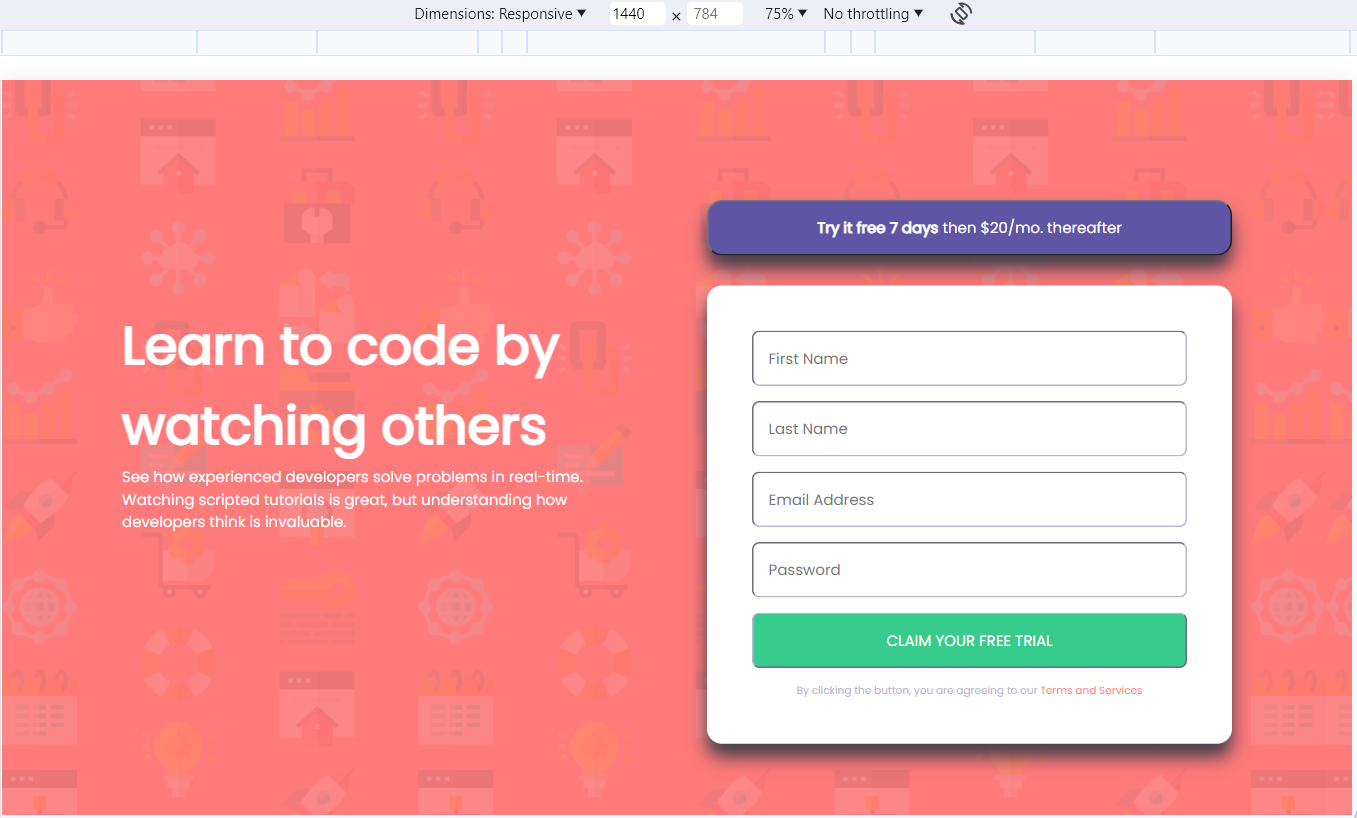 Dimensions: Responsive ▼ 1440 × 784 75% ▼ No throttling ▼
Learn to code by
watching others
See how experienced developers solve problems in real-time.
Watching scripted tutorials is great, but understanding how
developers think is invaluable.
Try it free 7 days then $20/mo. thereafter
First Name
Last Name
Email Address
Password
CLAIM YOUR FREE TRIAL
By clicking the button, you are agreeing to our Terms and Services